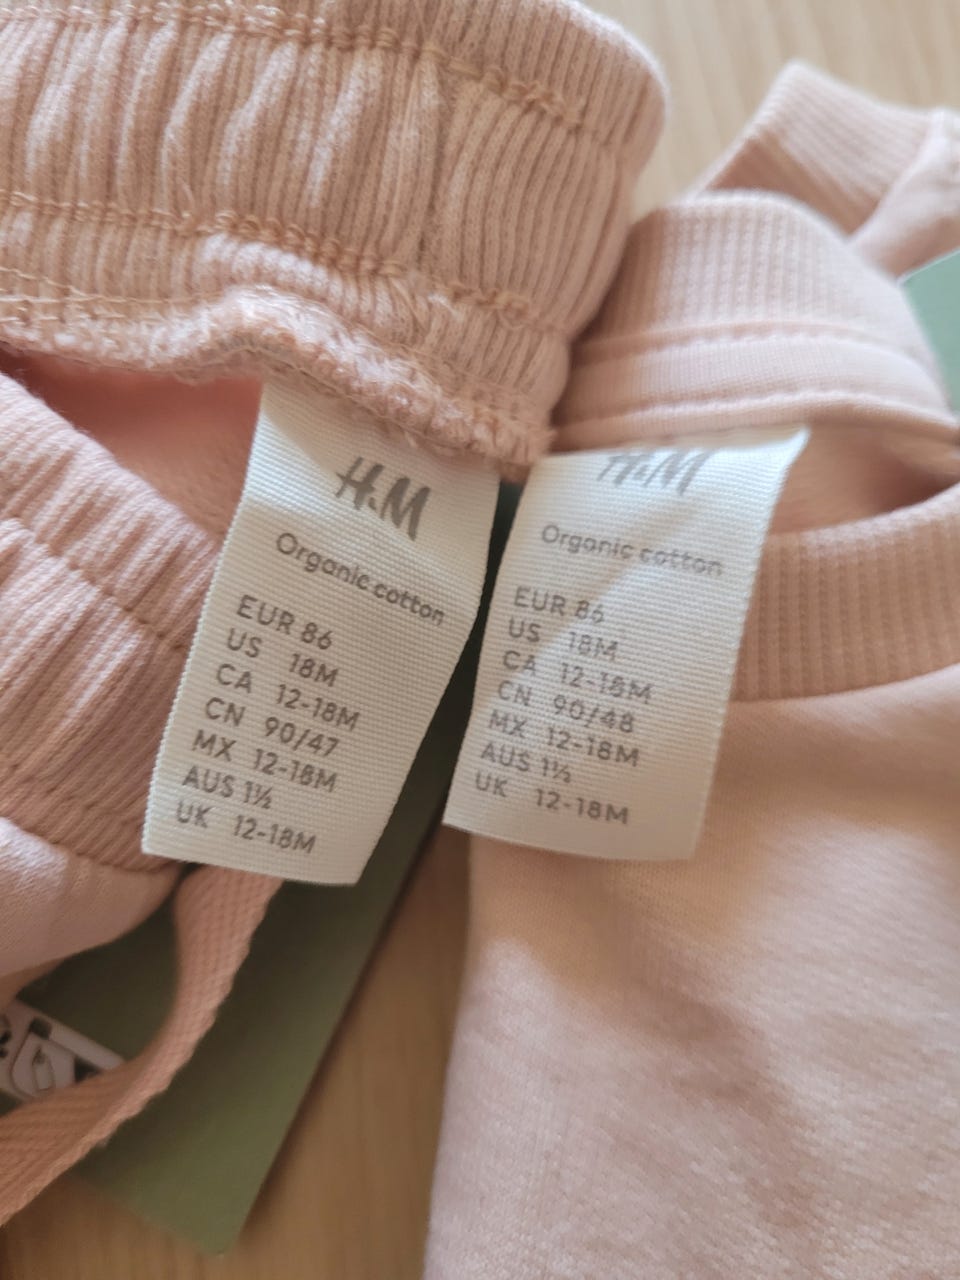 H&M
Organic cotton
EUR 86
US 18M
CA 12-18M
CN 90/47
MX 12-18M
AUS 1½
UK 12-18M
H&M
Organic cotton
EUR 86
US 18M
CA 12-18M
CN 90/48
MX 12-18M
AUS 1½
UK 12-18M